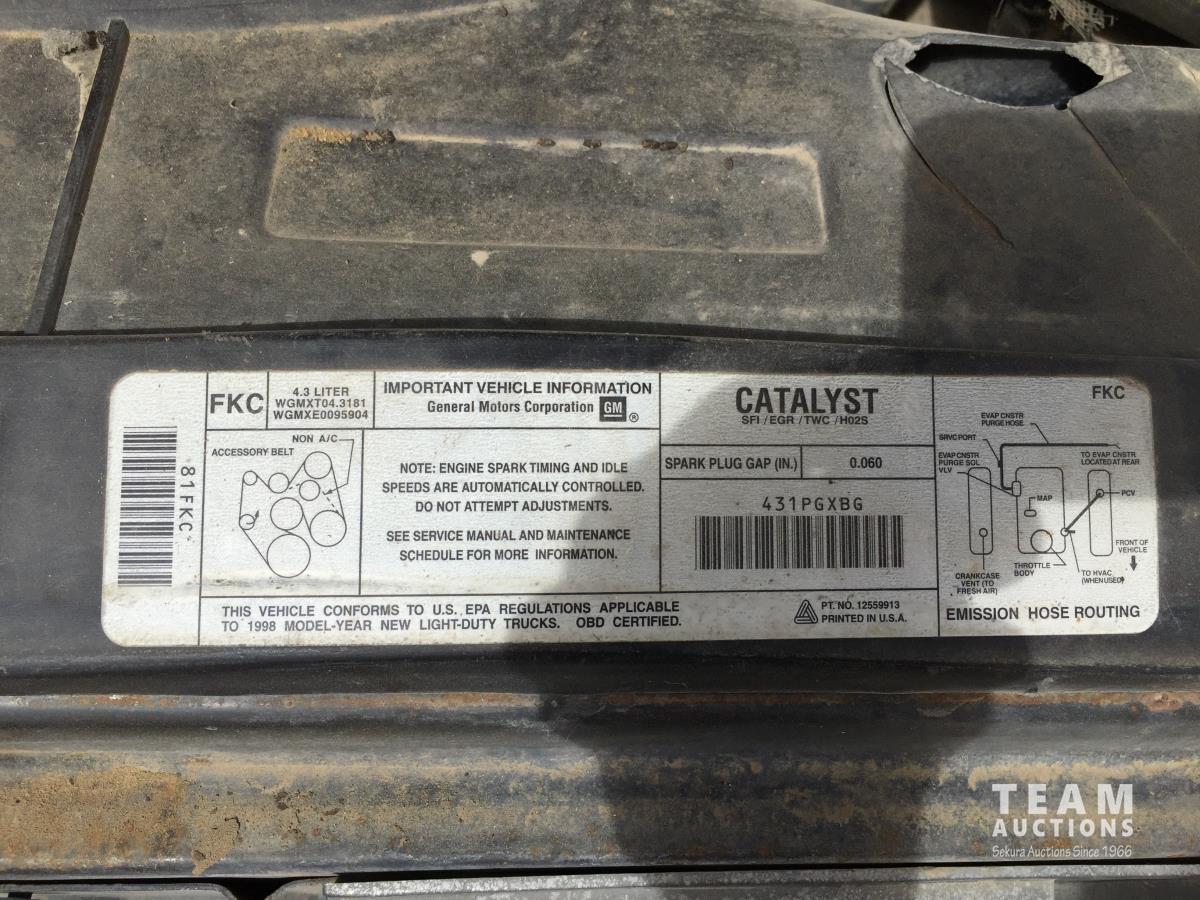 81FKC
FKC
4.3 LITER
WGMXT04.3181
WGMXE0095904
NON A/C
ACCESSORY BELT
IMPORTANT VEHICLE INFORMATION
General Motors Corporation GM ®
NOTE: ENGINE SPARK TIMING AND IDLE
SPEEDS ARE AUTOMATICALLY CONTROLLED.
DO NOT ATTEMPT ADJUSTMENTS.
SEE SERVICE MANUAL AND MAINTENANCE
SCHEDULE FOR MORE INFORMATION.
CATALYST
SFI /EGR /TWC /H02S
SPARK PLUG GAP (IN.) 0.060
431PGXBG
THIS VEHICLE CONFORMS TO U.S. EPA REGULATIONS APPLICABLE
TO 1998 MODEL-YEAR NEW LIGHT-DUTY TRUCKS. OBD CERTIFIED.
PT. NO. 12559913
PRINTED IN U.S.A.
FKC
EVAP CNSTR
PURGE HOSE
SRVC PORT
EVAP CNSTR
PURGE SOL
VLV
TO EVAP CNSTR
LOCATED AT REAR
MAP
PCV
FRONT OF
VEHICLE
THROTTLE
BODY
TO HVAC
(WHEN USED)
CRANKCASE
VENT (TO
FRESH AIR)
EMISSION HOSE ROUTING
TEAM
AUCTIONS
Sekura Auctions Since 1966